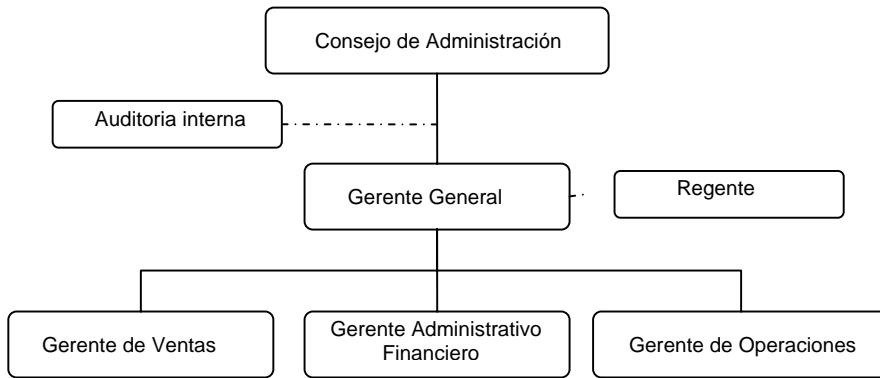 Consejo de Administración
Auditoria interna
Gerente General
Regente
Gerente de Ventas
Gerente Administrativo
Financiero
Gerente de Operaciones